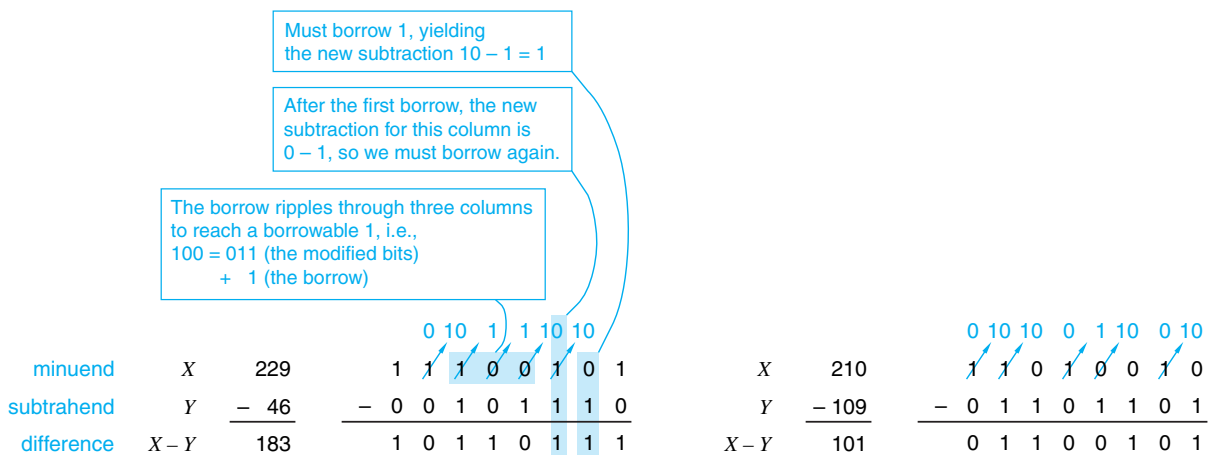 Must borrow 1, yielding
the new subtraction 10 – 1 = 1
After the first borrow, the new
subtraction for this column is
0 – 1, so we must borrow again.
The borrow ripples through three columns
to reach a borrowable 1, i.e.,
100 = 011 (the modified bits)
+ 1 (the borrow)
0 10 1 1 10 10
minuend X 229 1 1 1 0 0 1 0 1
subtrahend Y – 46 – 0 0 1 0 1 1 1 0
difference X – Y 183 1 0 1 1 0 1 1 1
0 10 10 0 1 10 0 10
X 210 1 1 0 1 0 0 1 0
Y – 109 – 0 1 1 0 1 1 0 1
X – Y 101 0 1 1 0 0 1 0 1